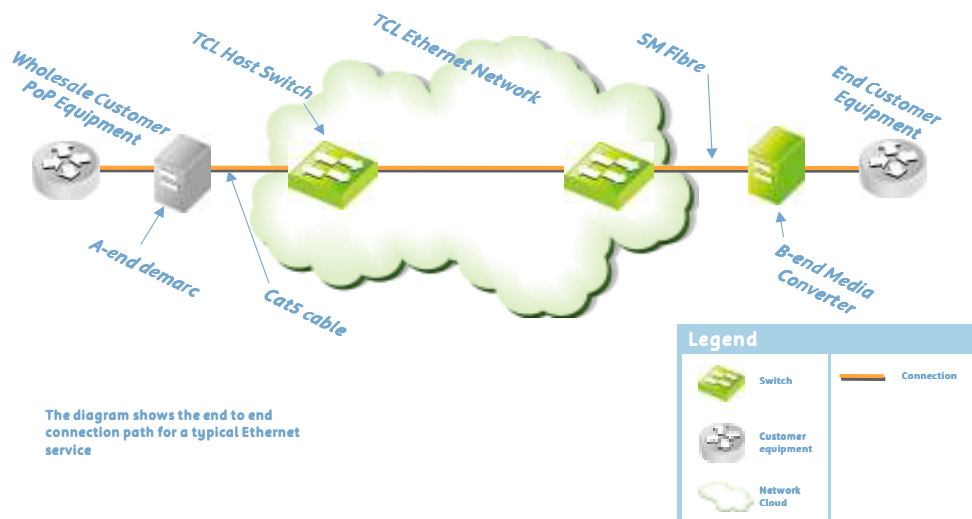 Wholesale Customer
PoP Equipment
TCL Host Switch
TCL Ethernet Network
SM Fibre
End Customer
Equipment
A-end demarc
Cat5 cable
B-end Media
Converter
Legend
Switch
Connection
Customer
equipment
Network
Cloud
The diagram shows the end to end
connection path for a typical Ethernet
service